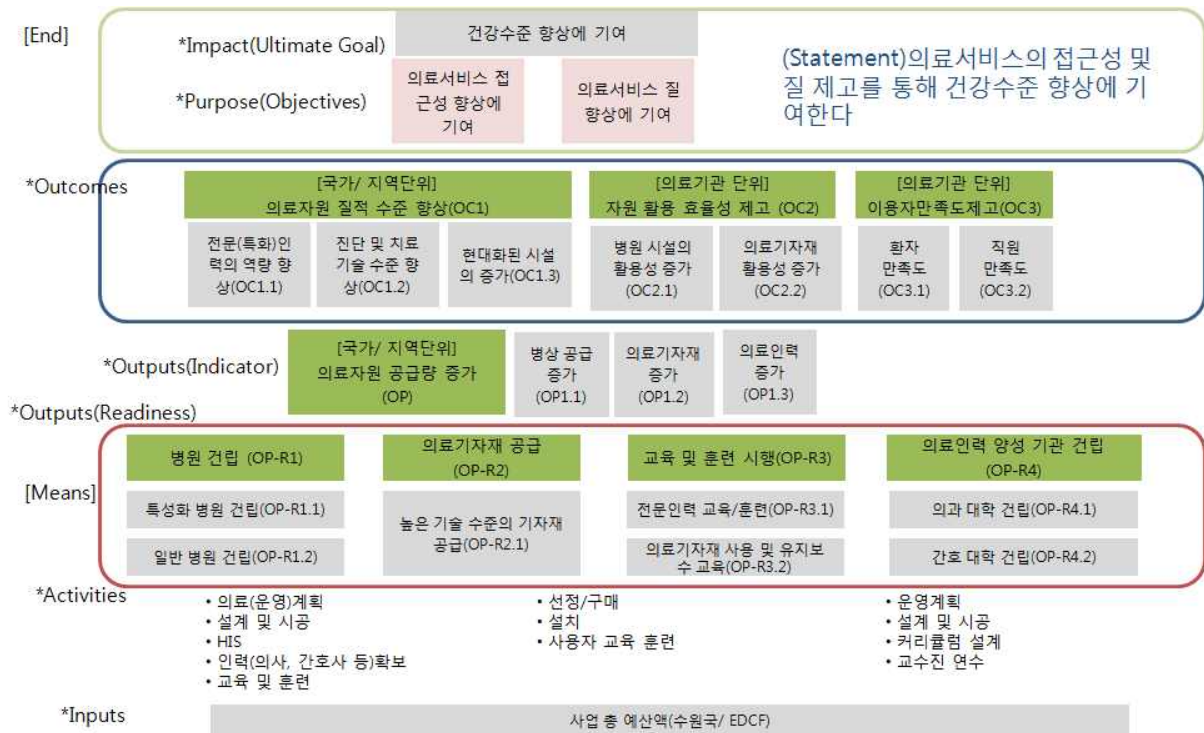 [End]
*Impact(Ultimate Goal)
건강수준 향상에 기여
*Purpose(Objectives)
의료서비스 접
근성 향상에
기여
의료서비스 질
향상에 기여
(Statement)의료서비스의 접근성 및
질 제고를 통해 건강수준 향상에 기
여한다
*Outcomes
[국가/ 지역단위]
의료자원 질적 수준 향상(OC1)
[의료기관 단위]
자원 활용 효율성 제고 (OC2)
[의료기관 단위]
이용자만족도제고(OC3)
전문(특화)인
력의 역량 향
상(OC1.1)
진단 및 치료
기술 수준 향
상(OC1.2)
현대화된 시설
의 증가(OC1.3)
병원 시설의
활용성 증가
(OC2.1)
의료기자재
활용성 증가
(OC2.2)
환자
만족도
(OC3.1)
직원
만족도
(OC3.2)
*Outputs(Indicator)
[국가/ 지역단위]
의료자원 공급량 증가
(OP)
병상 공급
증가
(OP1.1)
의료기자재
증가
(OP1.2)
의료인력
증가
(OP1.3)
*Outputs(Readiness)
[Means]
병원 건립 (OP-R1)
의료기자재 공급
(OP-R2)
교육 및 훈련 시행(OP-R3)
의료인력 양성 기관 건립
(OP-R4)
특성화 병원 건립(OP-R1.1)
일반 병원 건립(OP-R1.2)
높은 기술 수준의 기자재
공급(OP-R2.1)
전문인력 교육/훈련(OP-R3.1)
의료기자재 사용 및 유지보
수 교육(OP-R3.2)
의과 대학 건립(OP-R4.1)
간호 대학 건립(OP-R4.2)
*Activities
• 의료(운영)계획
• 설계 및 시공
• HIS
• 인력(의사, 간호사 등)확보
• 교육 및 훈련
• 선정/구매
• 설치
• 사용자 교육 훈련
• 운영계획
• 설계 및 시공
• 커리큘럼 설계
• 교수진 연수
*Inputs
사업 총 예산액(수원국/ EDCF)